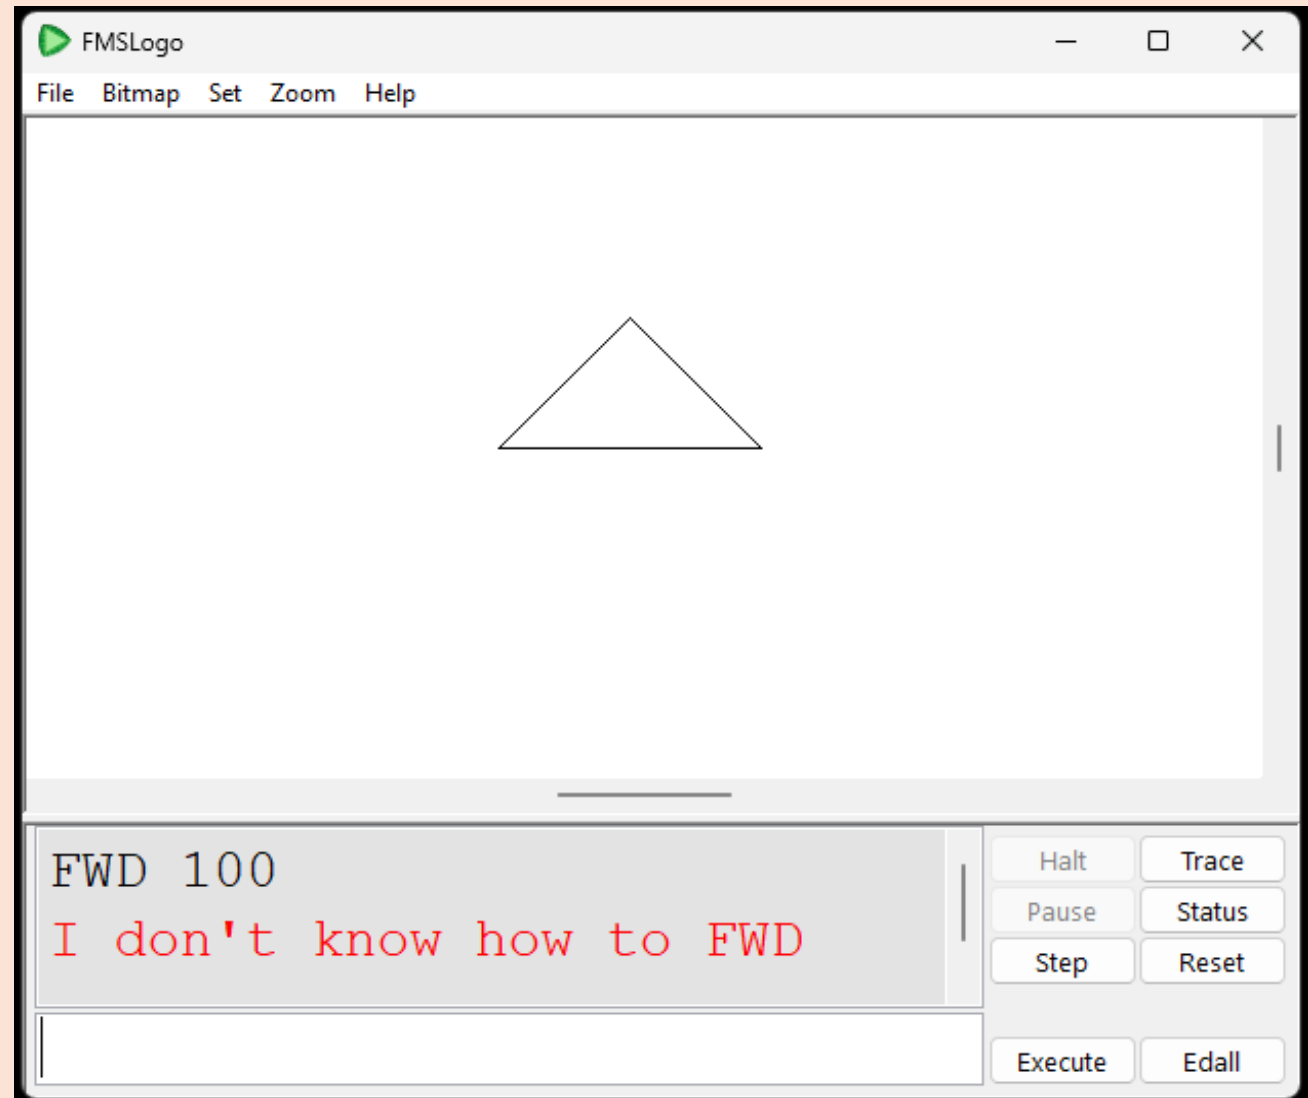 FMSLogo
File Bitmap Set Zoom Help
FWD 100
I don't know how to FWD
Halt Trace
Pause Status
Step Reset
Execute Edall